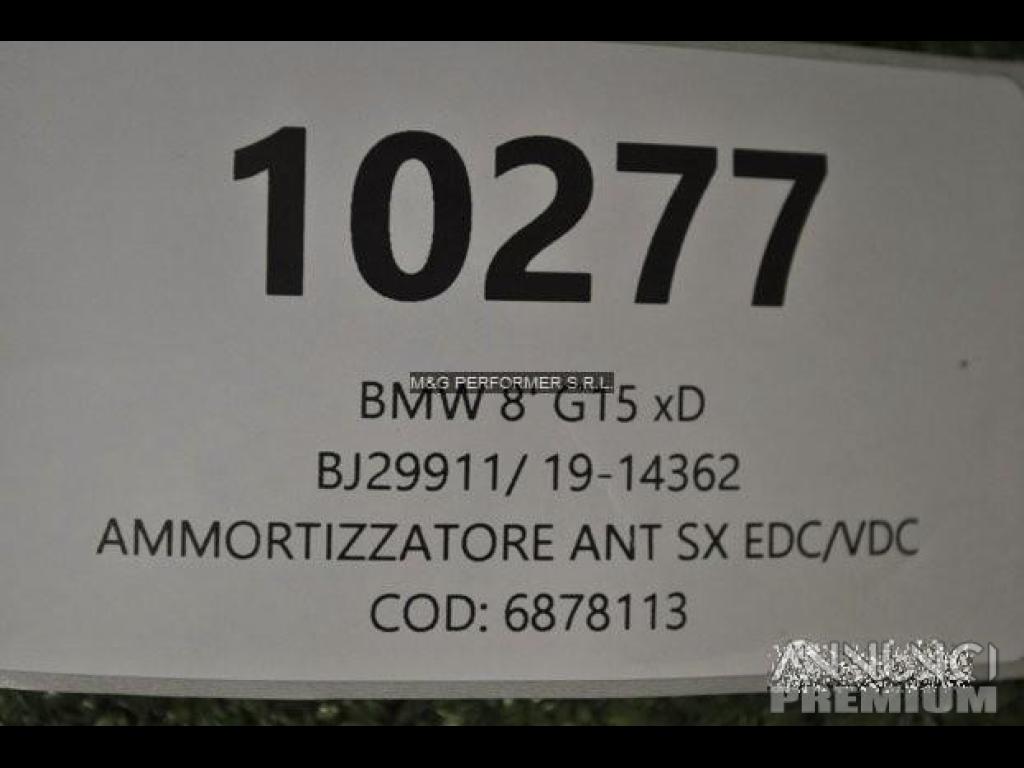 10277
M&G PERFORMER S.R.L.
BMW 8' GT5 xD
BJ29911/ 19-14362
AMMORTIZZATORE ANT SX EDC/VDC
COD: 6878113
ANNUNCI
PREMIUM